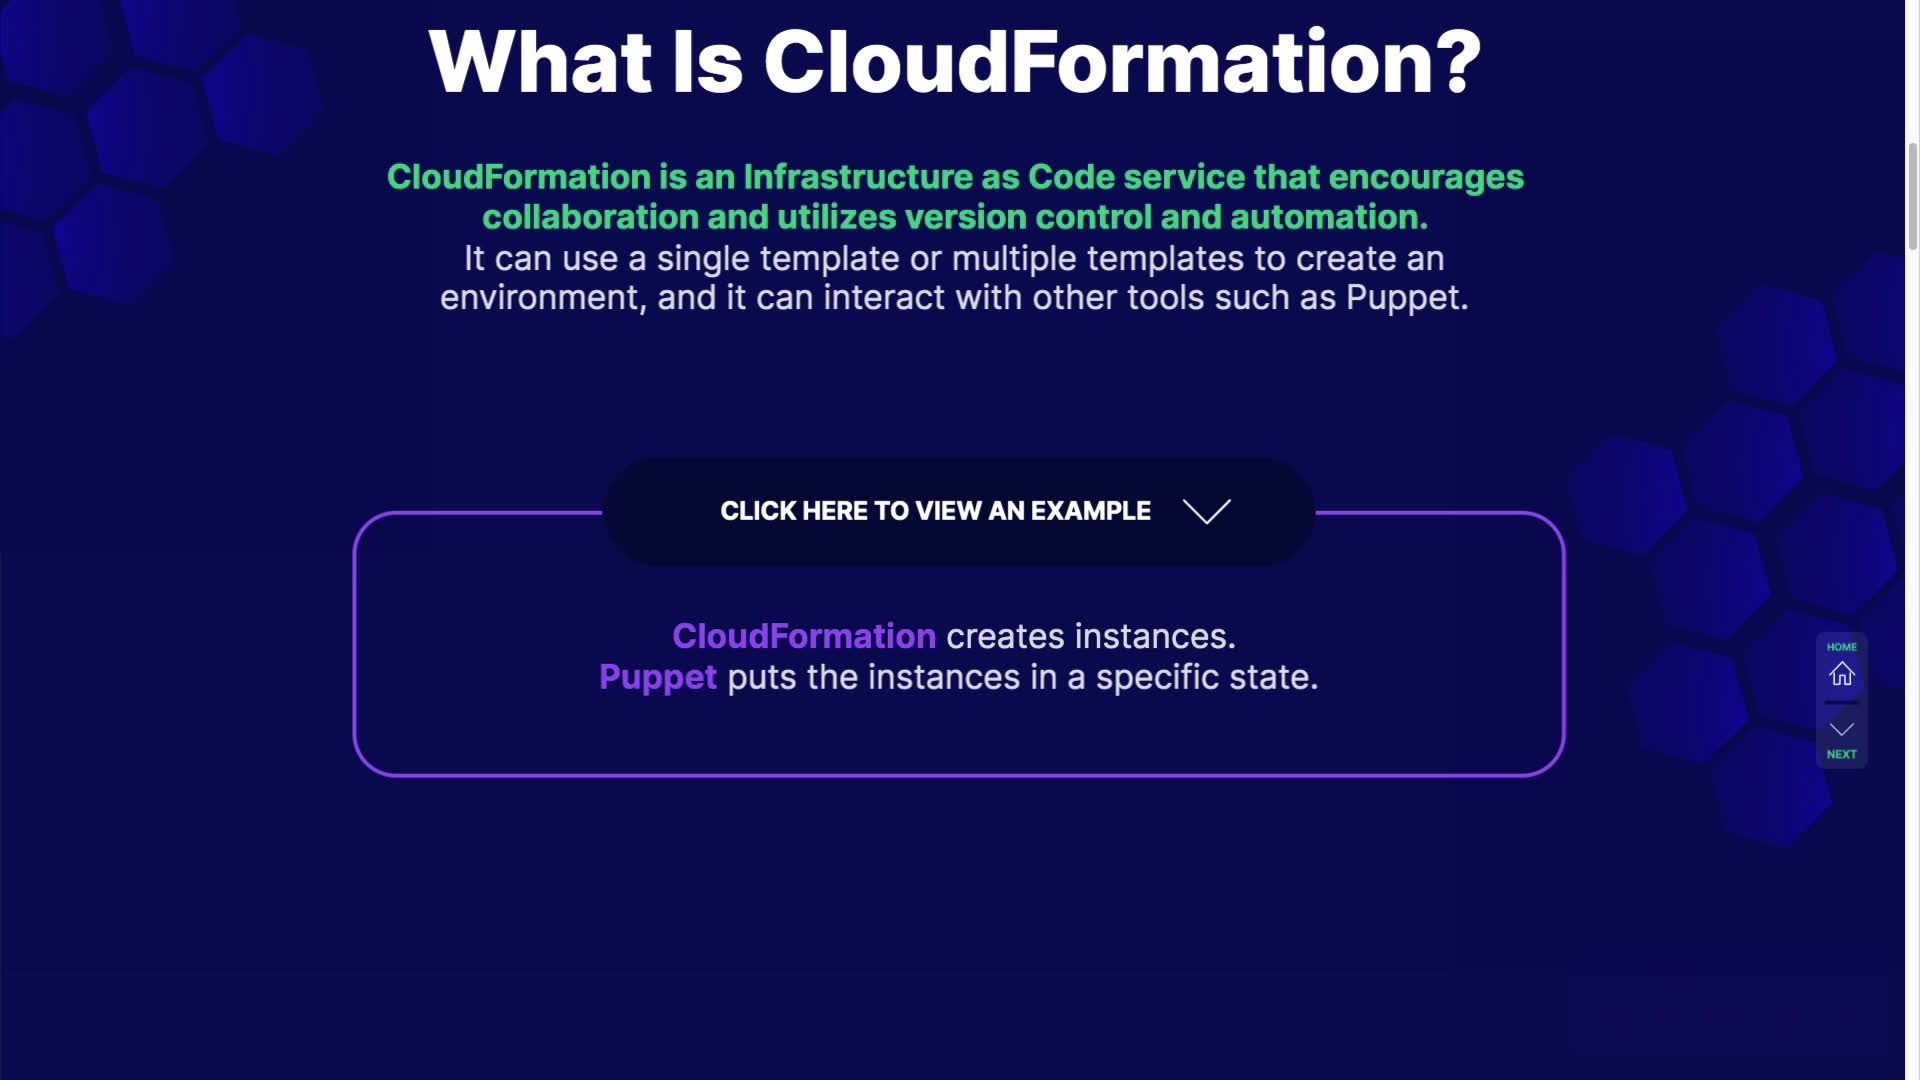 What Is CloudFormation?
CloudFormation is an Infrastructure as Code service that encourages
collaboration and utilizes version control and automation.
It can use a single template or multiple templates to create an
environment, and it can interact with other tools such as Puppet.
CLICK HERE TO VIEW AN EXAMPLE
CloudFormation creates instances.
Puppet puts the instances in a specific state.
HOME
NEXT